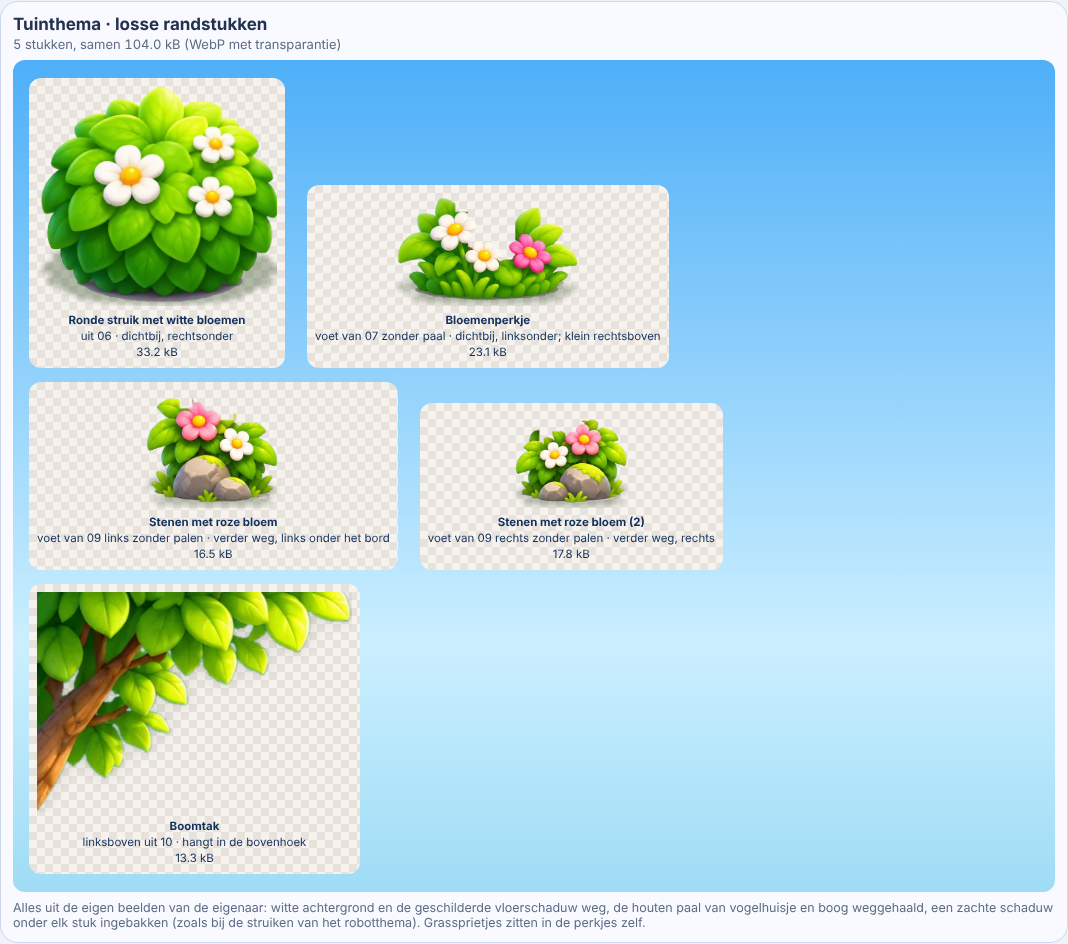 Tuinthema · losse randstukken
5 stukken, samen 104.0 kB (WebP met transparantie)
Ronde struik met witte bloemen
uit 06 · dichtbij, rechtsonder
33.2 kB
Bloemenperkje
voet van 07 zonder paal · dichtbij, linksonder; klein rechtsboven
23.1 kB
Stenen met roze bloem
voet van 09 links zonder palen · verder weg, links onder het bord
16.5 kB
Stenen met roze bloem (2)
voet van 09 rechts zonder palen · verder weg, rechts
17.8 kB
Boomtak
linksboven uit 10 · hangt in de bovenhoek
13.3 kB
Alles uit de eigen beelden van de eigenaar: witte achtergrond en de geschilderde vloerschaduw weg, de houten paal van vogelhuisje en boog weggehaald, een zachte schaduw
onder elk stuk ingebakken (zoals bij de struiken van het robotthema). Grassprietjes zitten in de perkjes zelf.